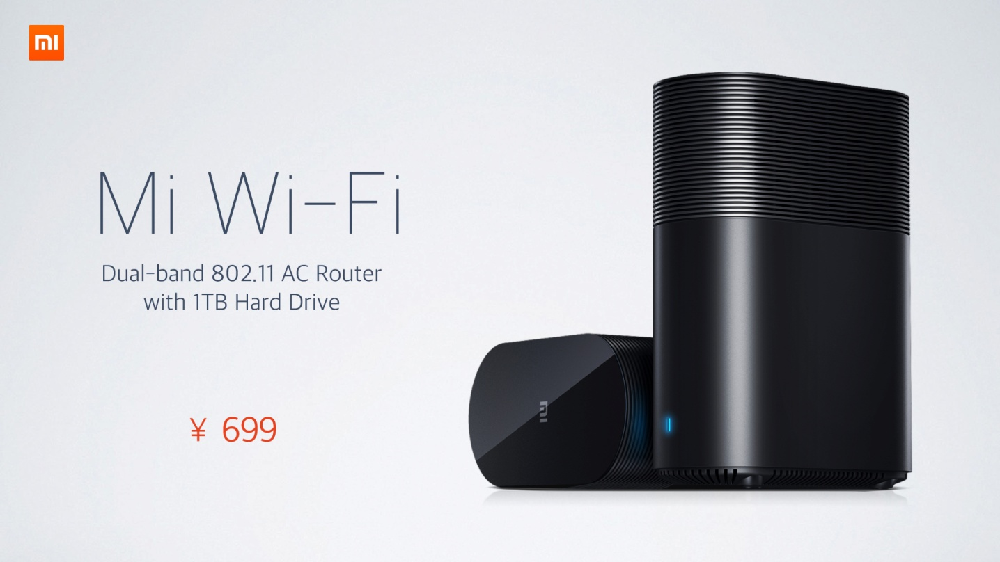 mi
Mi Wi-Fi
Dual-band 802.11 AC Router
with 1TB Hard Drive
¥ 699
mi